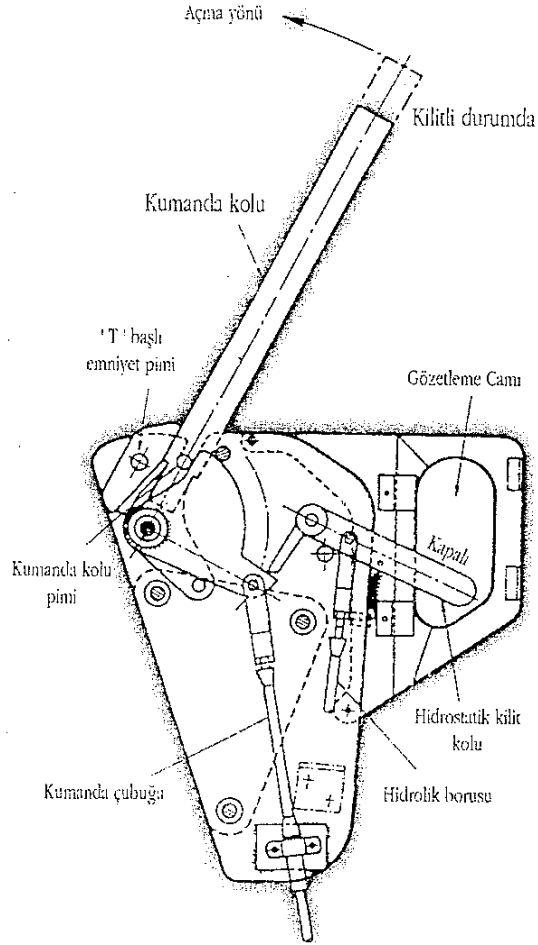 Açma yönü
Kilitli durumda
Kumanda kolu
'T' başlı
emniyet pimi
Gözetleme Camı
Kapalı
Kumanda kolu
pimi
Hidrostatik kilit
kolu
Kumanda çubuğu
Hidrolik borusu